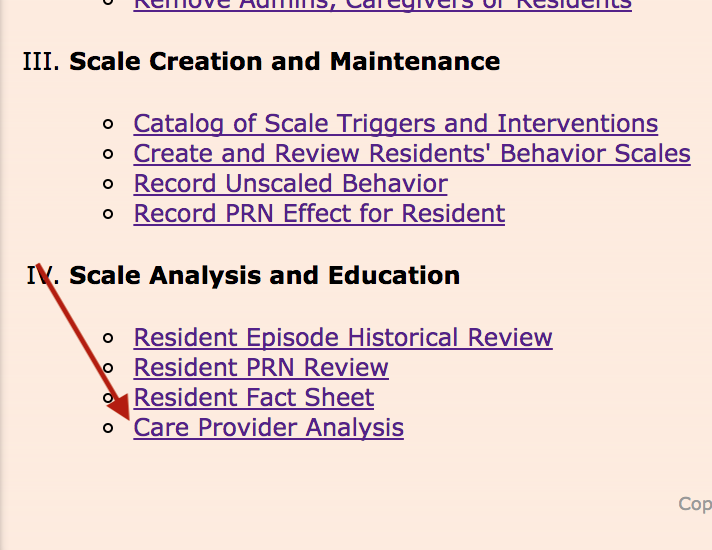 Remove Admins, Caregivers or Residents
III. Scale Creation and Maintenance
Catalog of Scale Triggers and Interventions
Create and Review Residents' Behavior Scales
Record Unscaled Behavior
Record PRN Effect for Resident
IV. Scale Analysis and Education
Resident Episode Historical Review
Resident PRN Review
Resident Fact Sheet
Care Provider Analysis
Cop